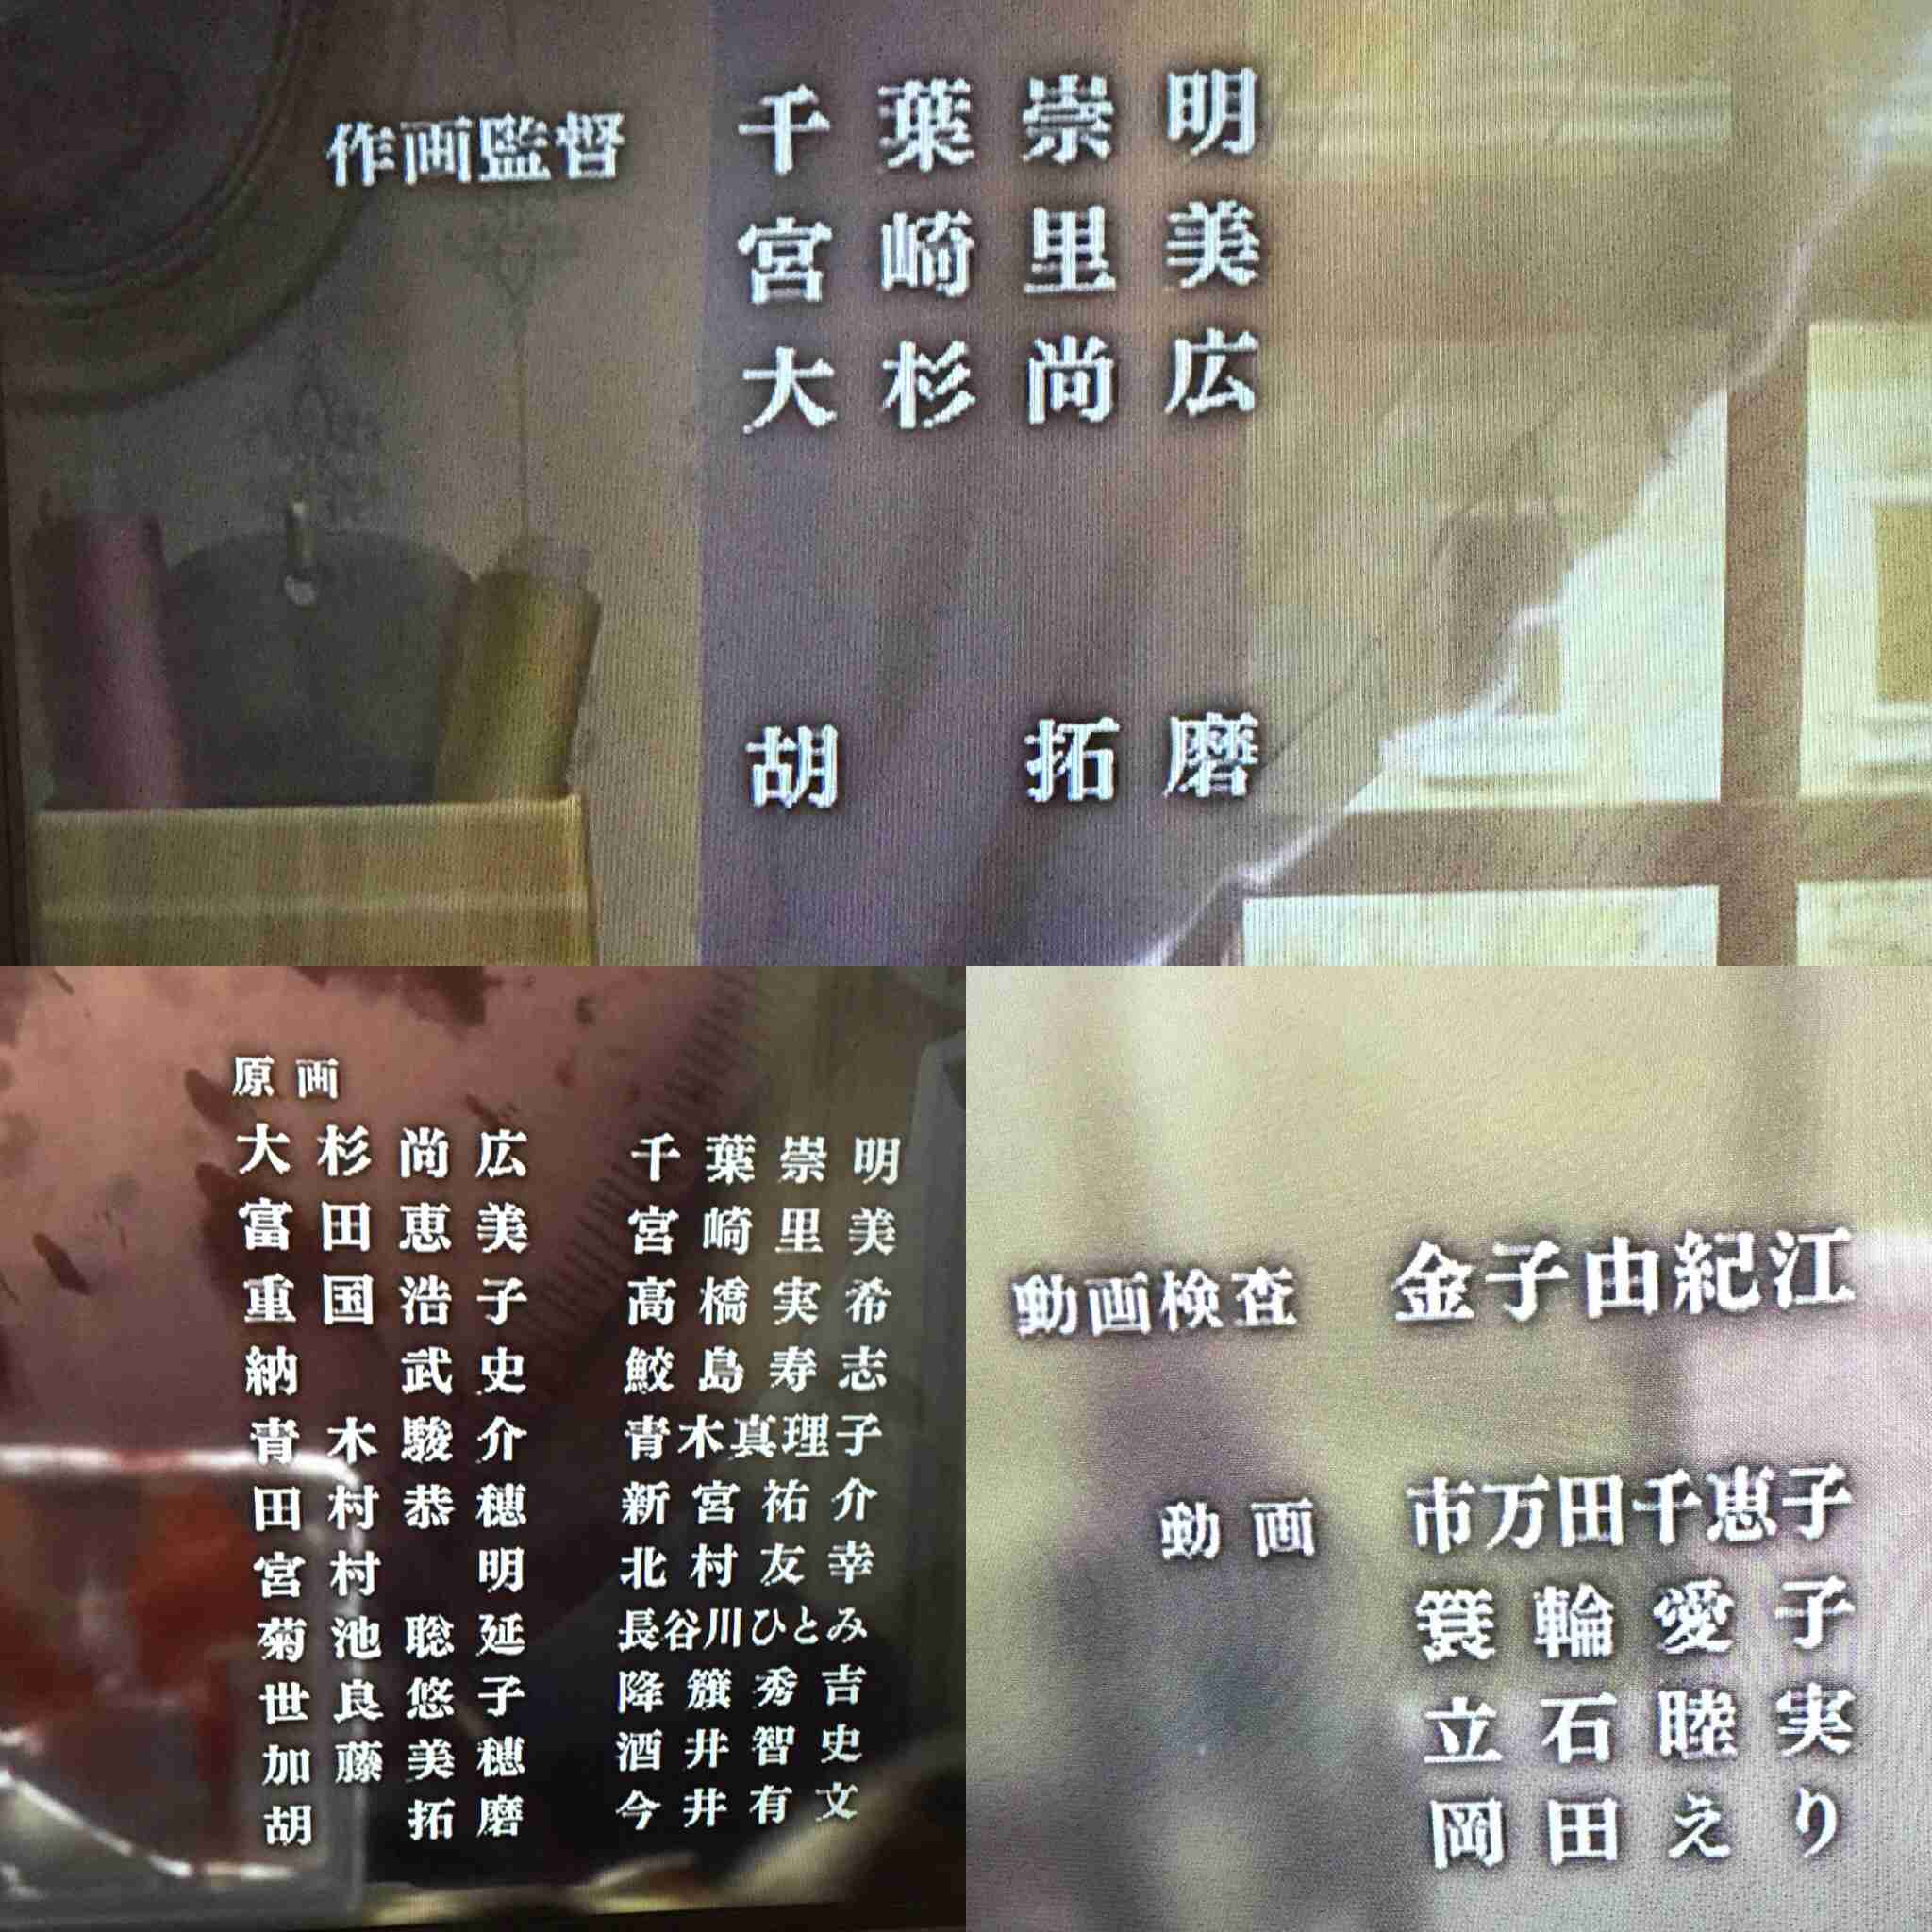 作画監督 千葉崇明
宮崎里美
大杉尚広
胡 拓磨
原画
大杉尚広 千葉崇明
富田恵美 宮崎里美
重国浩子 高橋実希
納 武史 鮫島寿志
青木駿介 青木真理子
田村恭穂 新宮祐介
宮村 明 北村友幸
菊池聡延 長谷川ひとみ
世良悠子 降籏秀吉
加藤美穂 酒井智史
胡 拓磨 今井有文
動画検査 金子由紀江
動画 市万田千恵子
簑輪愛子
立石睦実
岡田えり